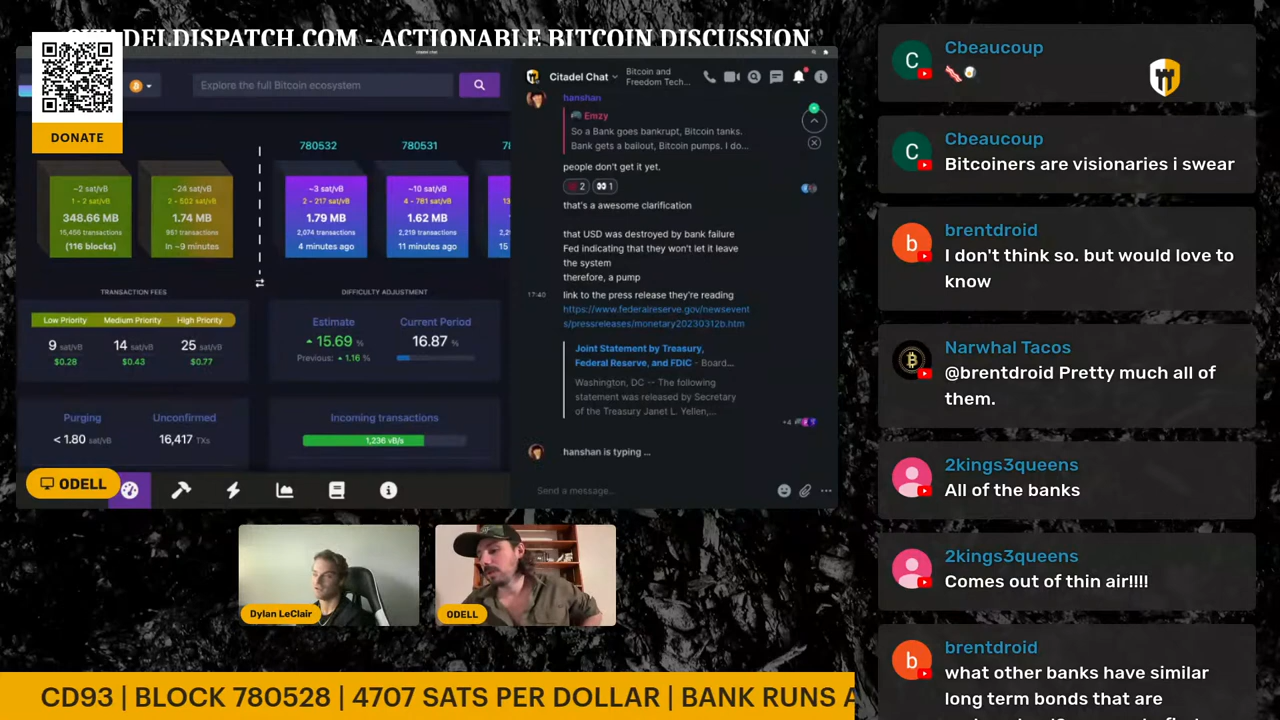 CITADELDISPATCH.COM - ACTIONABLE BITCOIN DISCUSSION
DONATE
Explore the full Bitcoin ecosystem
780532
780531
~2 sat/vB
1 - 2 sat/vB
348.66 MB
15,456 transactions
(116 blocks)
~24 sat/vB
2 - 502 sat/vB
1.74 MB
951 transactions
In ~9 minutes
~3 sat/vB
2 - 217 sat/vB
1.79 MB
2,074 transactions
4 minutes ago
~10 sat/vB
4 - 781 sat/vB
1.62 MB
2,219 transactions
11 minutes ago
TRANSACTION FEES
Low Priority Medium Priority High Priority
9 sat/vB 14 sat/vB 25 sat/vB
$0.28 $0.43 $0.77
DIFFICULTY ADJUSTMENT
Estimate Current Period
15.69 % 16.87 %
Previous: 1.16 %
Purging Unconfirmed
< 1.80 sat/vB 16,417 TXs
Incoming transactions
1,236 vB/s
ODELL
Citadel Chat
Bitcoin and
Freedom Tech...
hanshan
Emzy
So a Bank goes bankrupt, Bitcoin tanks.
Bank gets a bailout, Bitcoin pumps. I do...
people don't get it yet.
2 1
that's a awesome clarification
that USD was destroyed by bank failure
Fed indicating that they won't let it leave
the system
therefore, a pump
17:40 link to the press release they're reading
https://www.federalreserve.gov/newsevent
s/pressreleases/monetary20230312b.htm
Joint Statement by Treasury,
Federal Reserve, and FDIC - Board...
Washington, DC -- The following
statement was released by Secretary
of the Treasury Janet L. Yellen,...
+4
hanshan is typing ...
Send a message...
Dylan LeClair
ODELL
CD93 | BLOCK 780528 | 4707 SATS PER DOLLAR | BANK RUNS
Cbeaucoup
Cbeaucoup
Bitcoiners are visionaries i swear
brentdroid
I don't think so. but would love to
know
Narwhal Tacos
@brentdroid Pretty much all of
them.
2kings3queens
All of the banks
2kings3queens
Comes out of thin air!!!!
brentdroid
what other banks have similar
long term bonds that are